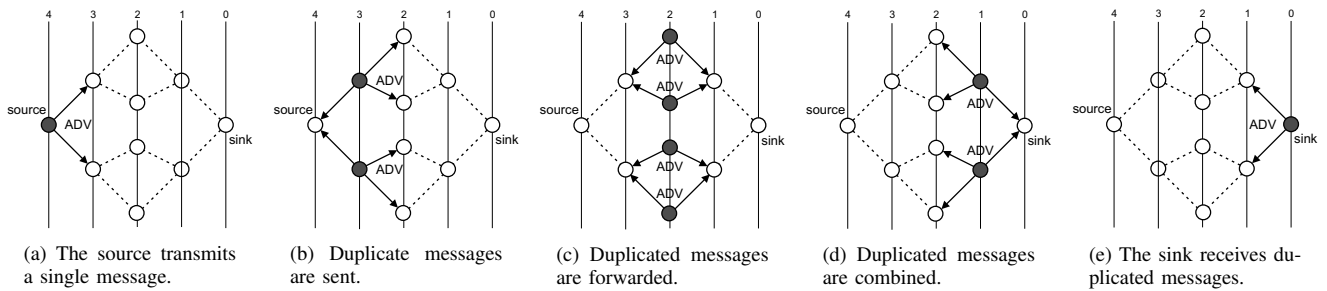 4 3 2 1 0
source
ADV
sink
(a) The source transmits
a single message.
4 3 2 1 0
source
ADV
ADV
sink
(b) Duplicate messages
are sent.
4 3 2 1 0
source
ADV
ADV
ADV
ADV
sink
(c) Duplicated messages
are forwarded.
4 3 2 1 0
source
ADV
ADV
sink
(d) Duplicated messages
are combined.
4 3 2 1 0
source
ADV
sink
(e) The sink receives du-
plicated messages.